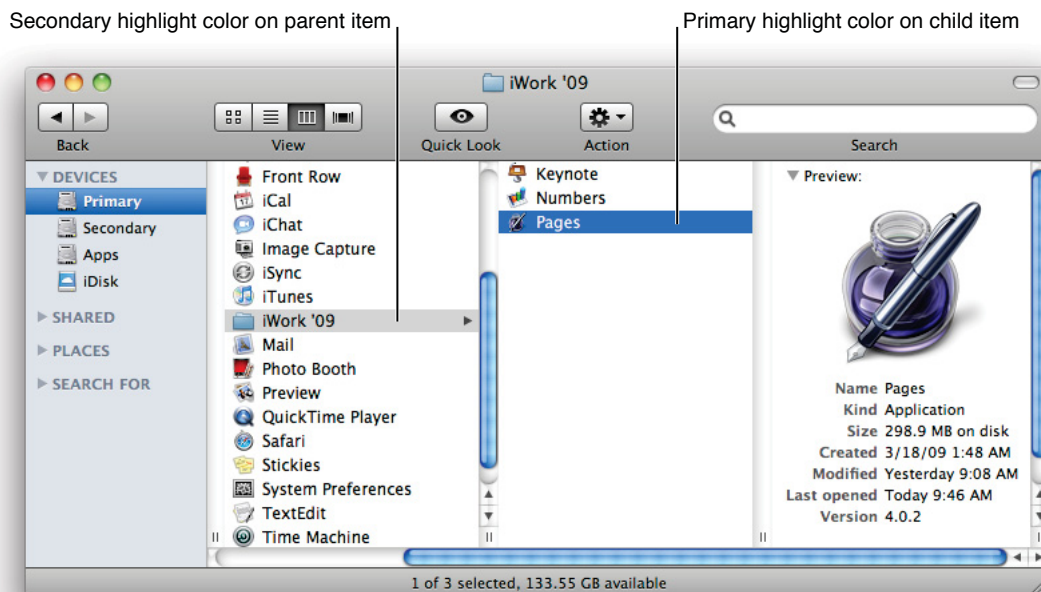 Secondary highlight color on parent item
Primary highlight color on child item
iWork '09
Back
View
Quick Look
Action
Search
DEVICES
Primary
Secondary
Apps
iDisk
SHARED
PLACES
SEARCH FOR
Front Row
iCal
iChat
Image Capture
iSync
iTunes
iWork '09
Mail
Photo Booth
Preview
QuickTime Player
Safari
Stickies
System Preferences
TextEdit
Time Machine
Keynote
Numbers
Pages
Preview:
Name Pages
Kind Application
Size 298.9 MB on disk
Created 3/18/09 1:48 AM
Modified Yesterday 9:08 AM
Last opened Today 9:46 AM
Version 4.0.2
1 of 3 selected, 133.55 GB available